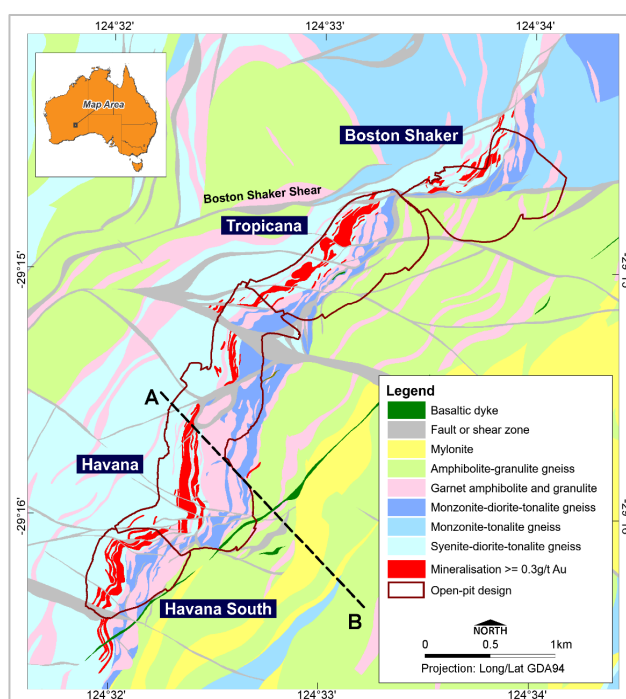 124°32' 124°33' 124°34'
Map Area
Boston Shaker
Boston Shaker Shear
Tropicana
-29°15'
-29°15'
A
Legend
Basaltic dyke
Fault or shear zone
Mylonite
Amphibolite-granulite gneiss
Havana
Garnet amphibolite and granulite
Monzonite-diorite-tonalite gneiss
-29°16'
Monzonite-tonalite gneiss
Syenite-diorite-tonalite gneiss
Mineralisation >= 0.3g/t Au
Open-pit design
Havana South
B
NORTH
0 0.5 1km
Projection: Long/Lat GDA94
124°32' 124°33' 124°34'